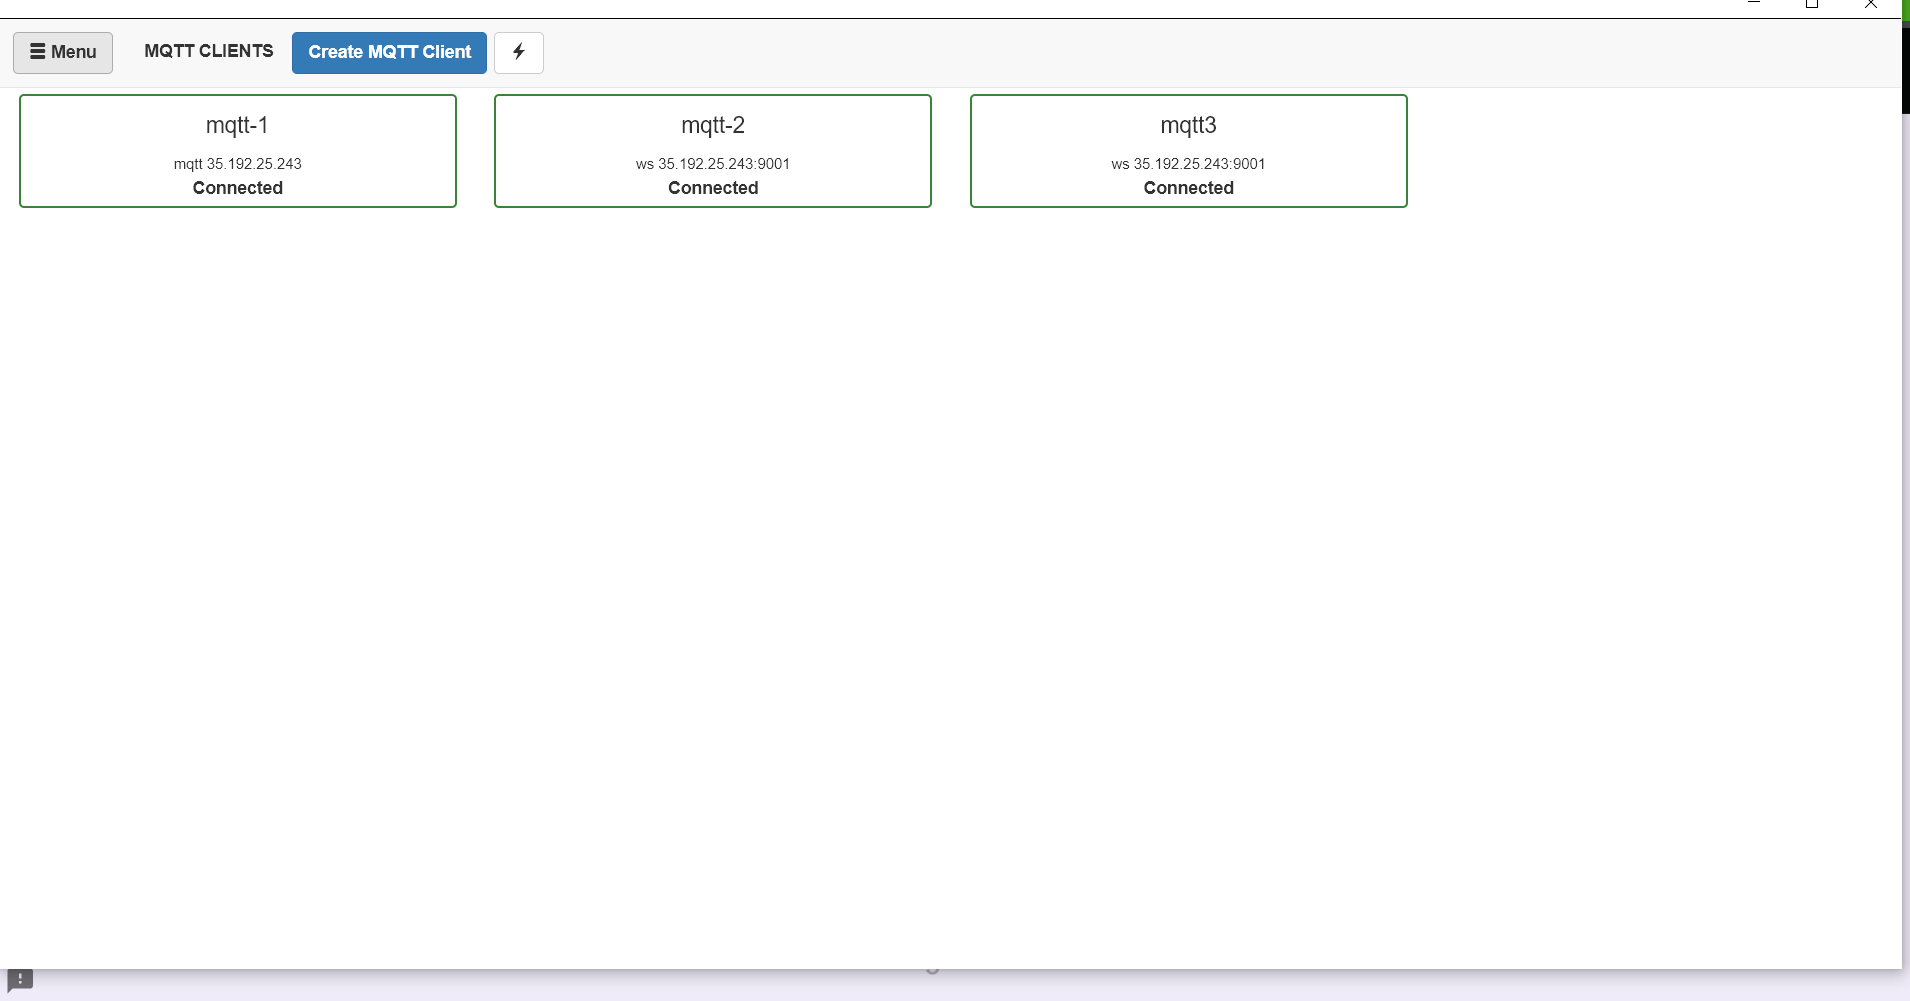 Menu
MQTT CLIENTS
Create MQTT Client
mqtt-1
mqtt 35.192.25.243
Connected
mqtt-2
ws 35.192.25.243:9001
Connected
mqtt3
ws 35.192.25.243:9001
Connected